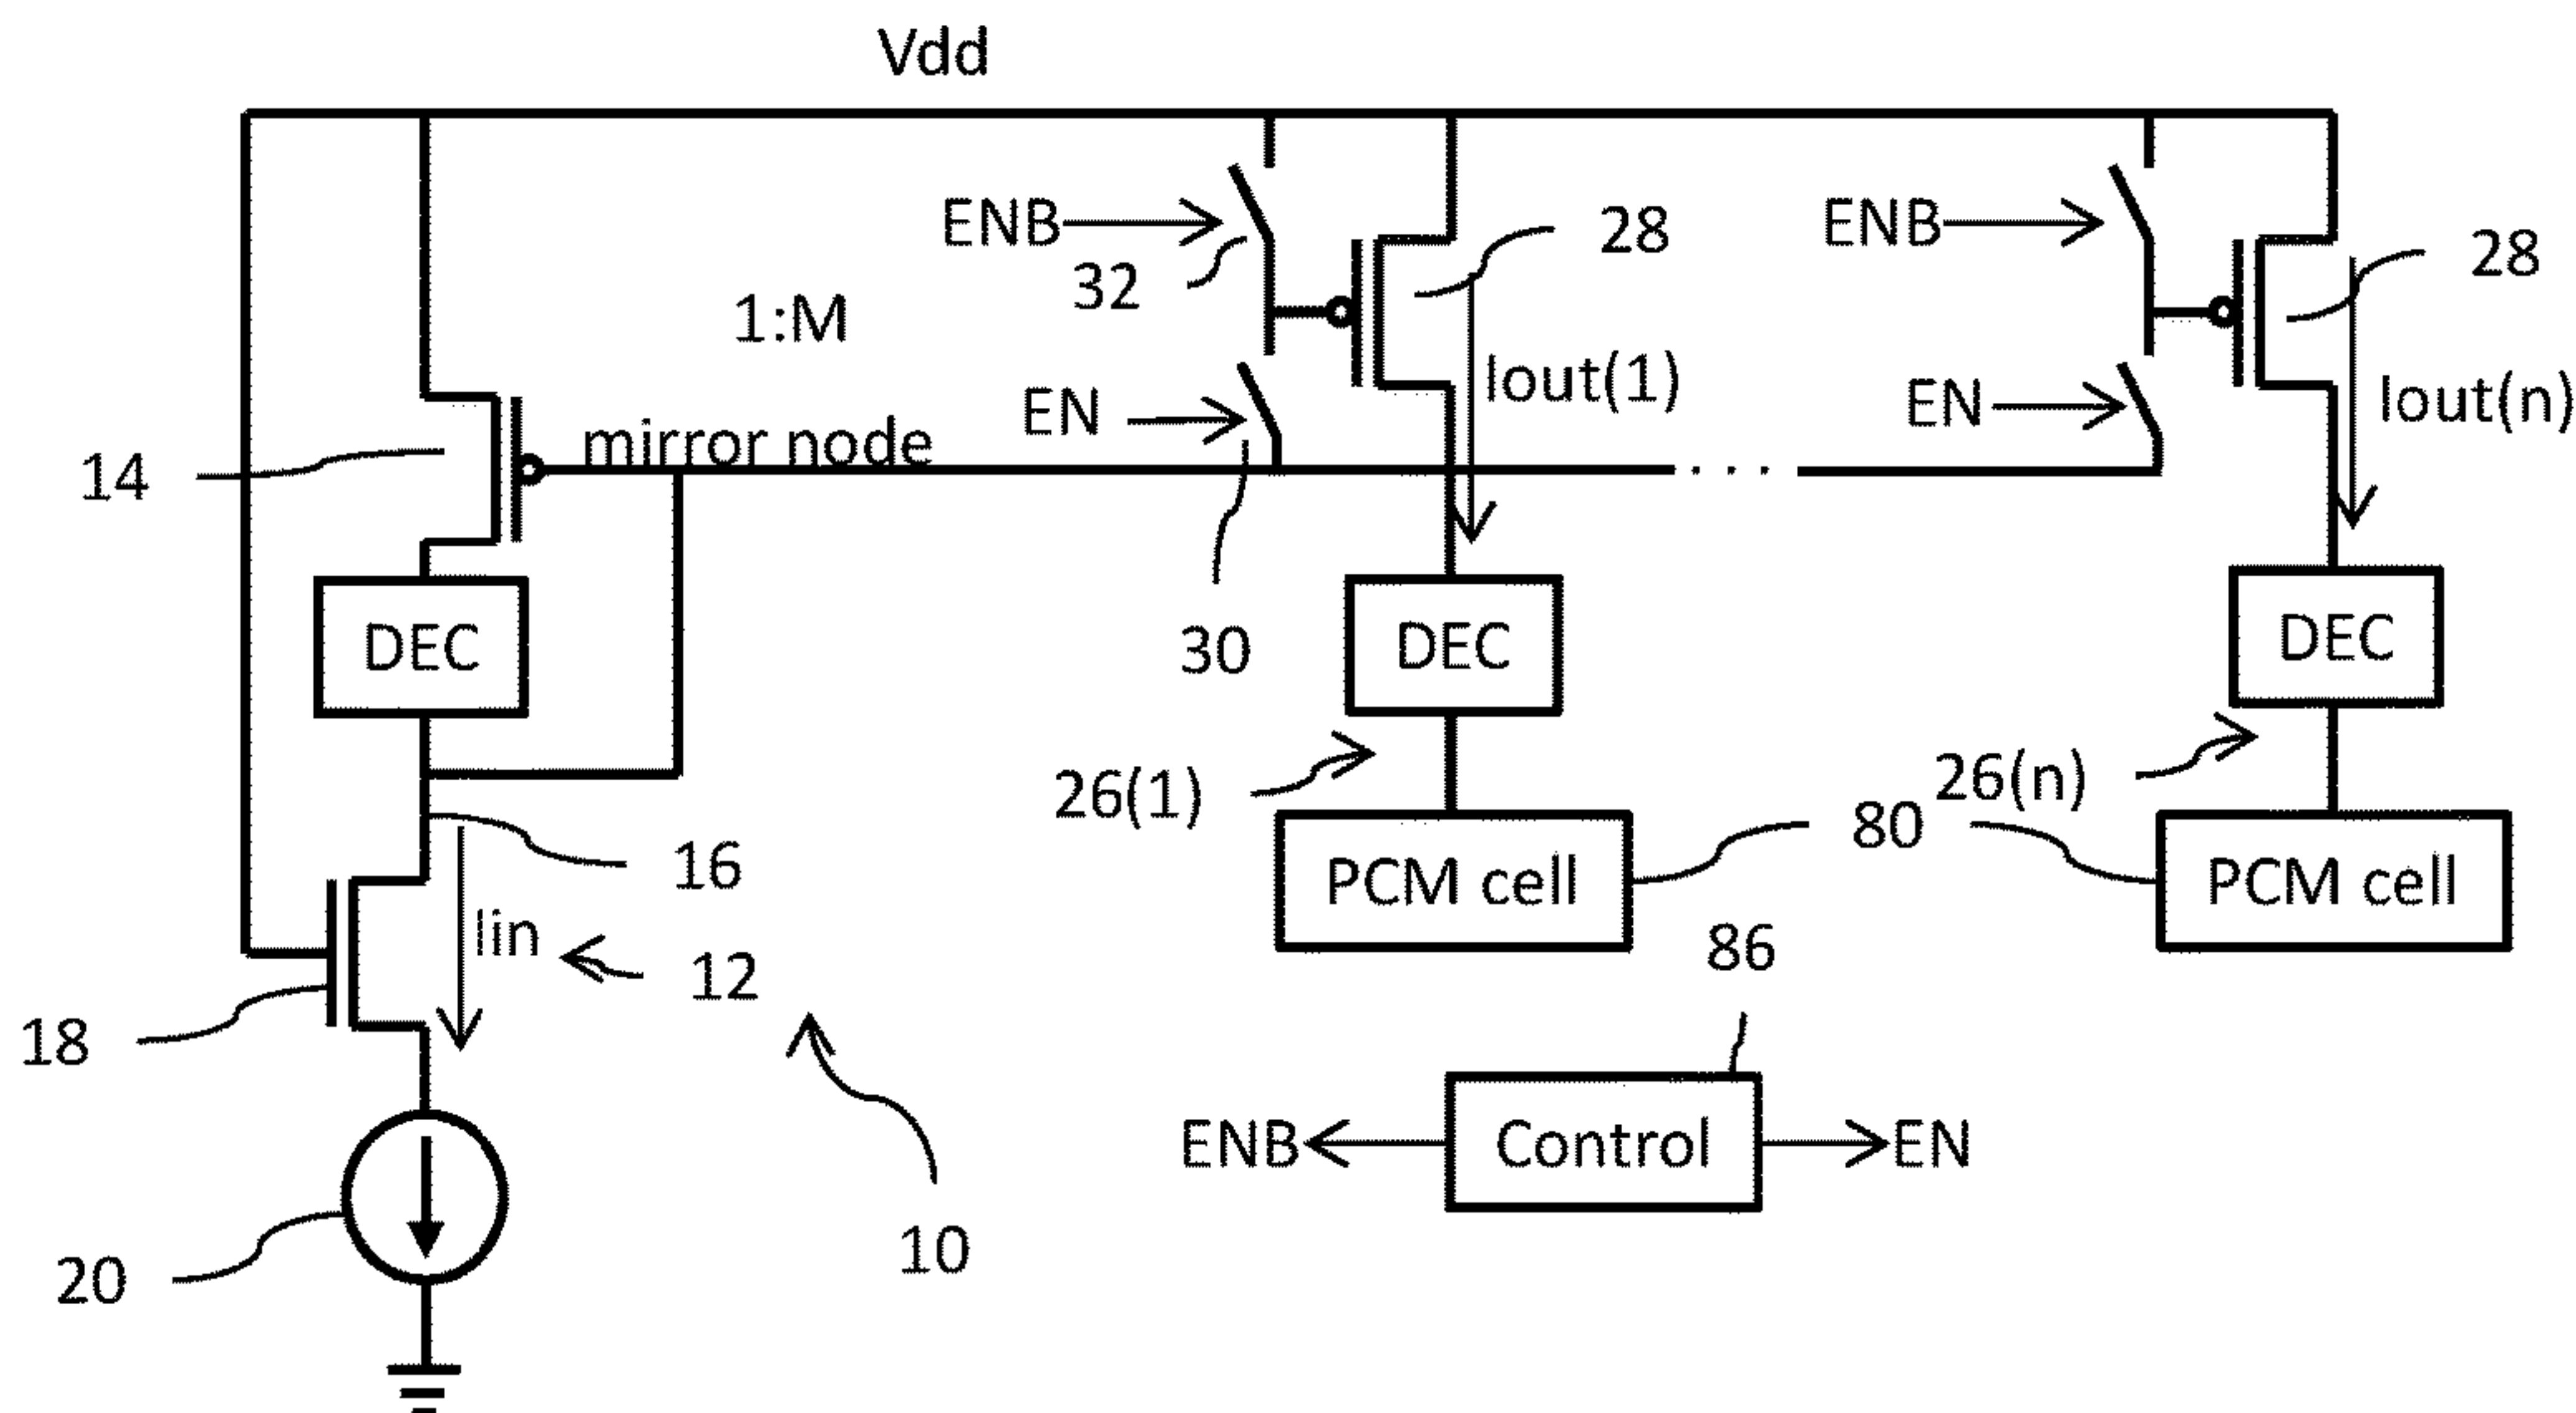 Vdd
ENB
32
28
ENB
28
1:M
EN
Iout(1)
EN
Iout(n)
mirror node
14
DEC
30
DEC
DEC
26(1)
26(n)
80
16
PCM cell
PCM cell
Iin
12
86
18
ENB
Control
EN
10
20